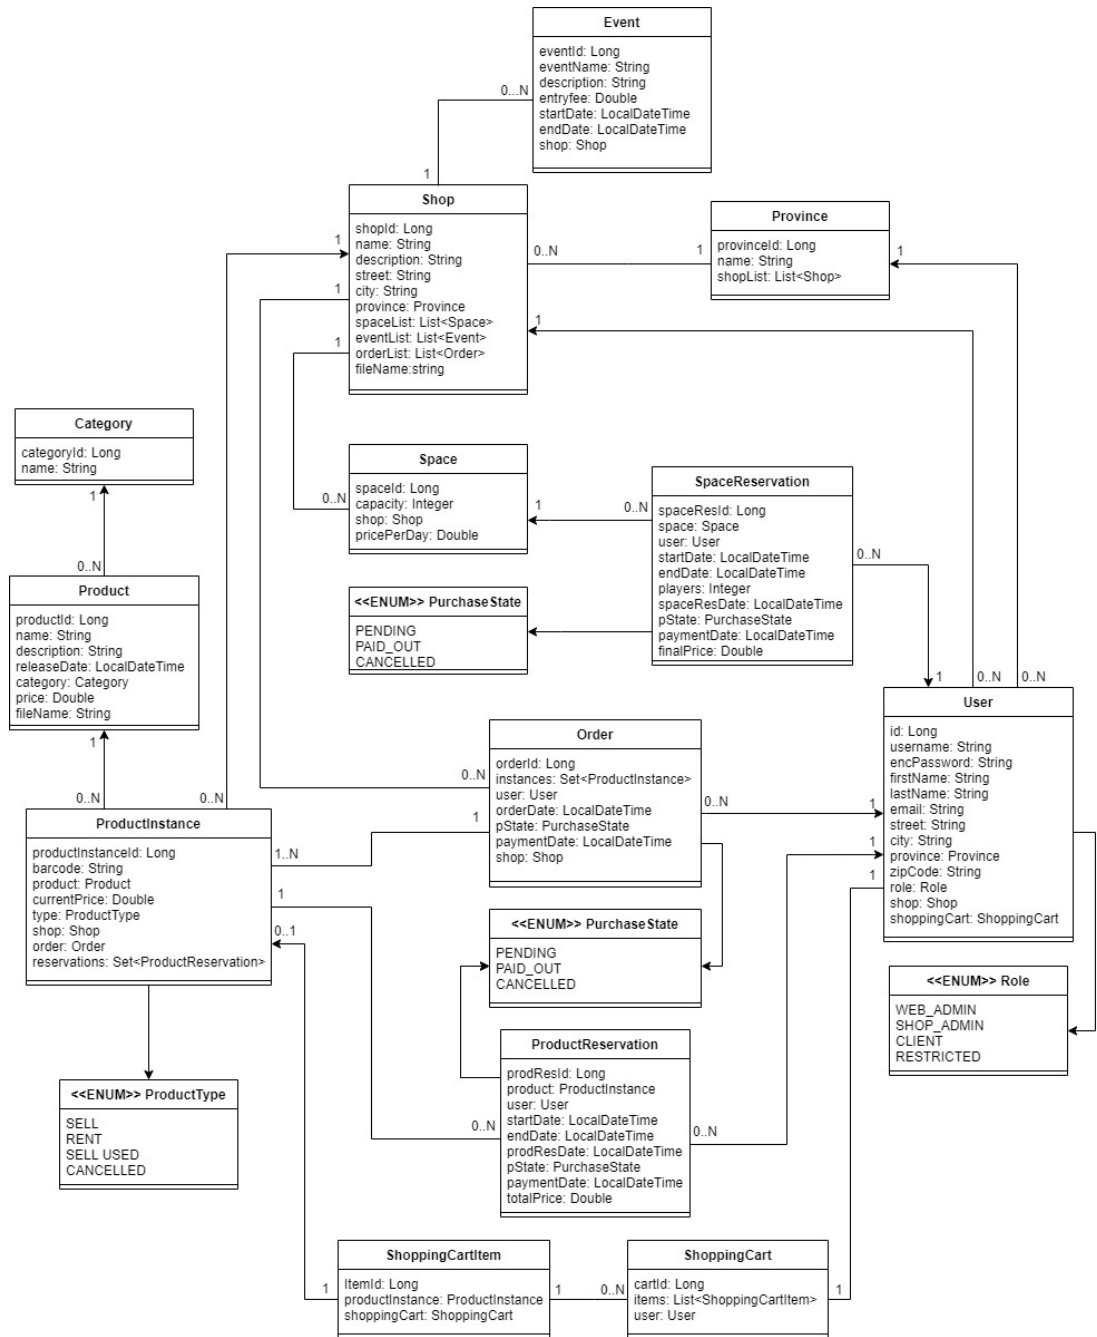 Event
eventId: Long
eventName: String
description: String
entryfee: Double
startDate: LocalDateTime
endDate: LocalDateTime
shop: Shop
0...N
1
Shop
shopId: Long
name: String
description: String
street: String
city: String
province: Province
spaceList: List<Space>
eventList: List<Event>
orderList: List<Order>
fileName:string
1
1
1
0..N
1
1
Province
provinceId: Long
name: String
shopList: List<Shop>
1
Category
categoryId: Long
name: String
1
0..N
Space
spaceId: Long
capacity: Integer
shop: Shop
pricePerDay: Double
0..N
1
0..N
SpaceReservation
spaceResId: Long
space: Space
user: User
startDate: LocalDateTime
endDate: LocalDateTime
players: Integer
spaceResDate: LocalDateTime
pState: PurchaseState
paymentDate: LocalDateTime
finalPrice: Double
0..N
1
0..N
0..N
<<ENUM>> PurchaseState
PENDING
PAID_OUT
CANCELLED
Product
productId: Long
name: String
description: String
releaseDate: LocalDateTime
category: Category
price: Double
fileName: String
1
0..N
0..N
Order
orderId: Long
instances: Set<ProductInstance>
user: User
orderDate: LocalDateTime
pState: PurchaseState
paymentDate: LocalDateTime
shop: Shop
0..N
1
0..N
1
1
1
User
id: Long
username: String
encPassword: String
firstName: String
lastName: String
email: String
street: String
city: String
province: Province
zipCode: String
role: Role
shop: Shop
shoppingCart: ShoppingCart
ProductInstance
productInstanceId: Long
barcode: String
product: Product
currentPrice: Double
type: ProductType
shop: Shop
order: Order
reservations: Set<ProductReservation>
1..N
1
0..1
<<ENUM>> PurchaseState
PENDING
PAID_OUT
CANCELLED
<<ENUM>> Role
WEB_ADMIN
SHOP_ADMIN
CLIENT
RESTRICTED
ProductReservation
prodResId: Long
product: ProductInstance
user: User
startDate: LocalDateTime
endDate: LocalDateTime
prodResDate: LocalDateTime
pState: PurchaseState
paymentDate: LocalDateTime
totalPrice: Double
0..N
0..N
<<ENUM>> ProductType
SELL
RENT
SELL USED
CANCELLED
ShoppingCartItem
ItemId: Long
productInstance: ProductInstance
shoppingCart: ShoppingCart
1
1
0..N
ShoppingCart
cartId: Long
items: List<ShoppingCartItem>
user: User
1